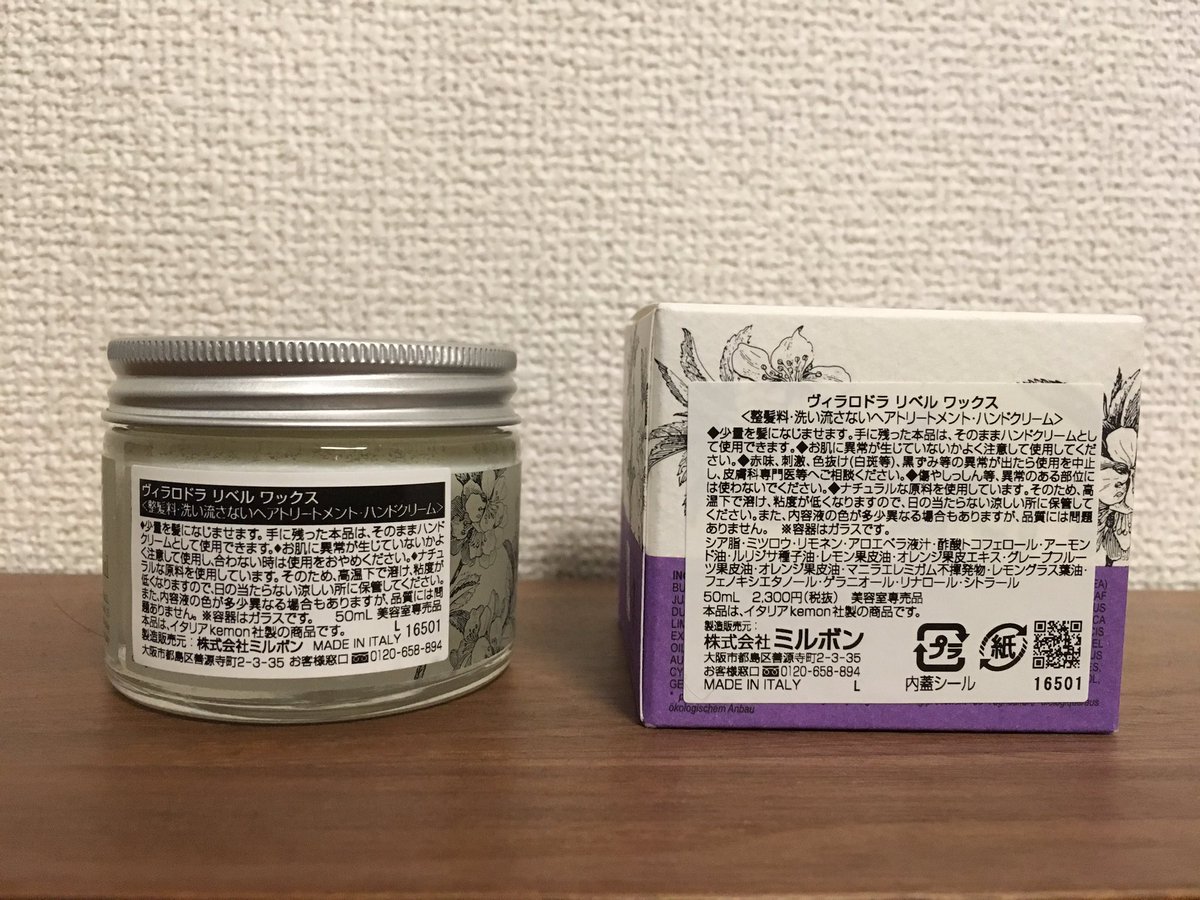 ヴィラロドラ リベル ワックス
<整髪料・洗い流さないヘアトリートメント・ハンドクリーム>
◆少量を髪になじませます。手に残った本品は、そのままハンド
クリームとして使用できます。◆お肌に異常が生じていないかよ
く注意して使用し、合わない時は使用をおやめください。◆ナチュ
ラルな原料を使用しています。そのため、高温下で溶け、粘度が
低くなりますので、日の当たらない涼しい所に保管してください。
また、内容液の色が多少異なる場合もありますが、品質には問
題ありません。※容器はガラスです。 50mL 美容室専売品
本品は、イタリアkemon社製の商品です。 L 16501
製造販売元: 株式会社 ミルボン MADE IN ITALY
大阪市都島区善源寺町2-3-35 お客様窓口 0120-658-894
ヴィラロドラ リベル ワックス
<整髪料・洗い流さないヘアトリートメント・ハンドクリーム>
◆少量を髪になじませます。手に残った本品は、そのままハンドクリームとし
て使用できます。◆お肌に異常が生じていないかよく注意して使用してくだ
さい。◆赤味、刺激、色抜け(白斑等)、黒ずみ等の異常が出たら使用を中止
し、皮膚科専門医等へご相談ください。◆傷やしっしん等、異常のある部位に
は使わないでください。◆ナチュラルな原料を使用しています。そのため、高
温下で溶け、粘度が低くなりますので、日の当たらない涼しい所に保管して
ください。また、内容液の色が多少異なる場合もありますが、品質には問題
ありません。 ※容器はガラスです。
シア脂・ミツロウ・リモネン・アロエベラ液汁・酢酸トコフェロール・アーモン
ド油・ルリジサ種子油・レモン果皮油・オレンジ果皮エキス・グレープフルー
ツ果皮油・オレンジ果皮油・マニラエレミガム不揮発物・レモングラス葉油・
フェノキシエタノール・ゲラニオール・リナロール・シトラール
50mL 2,300円(税抜) 美容室専売品
本品は、イタリアkemon社製の商品です。
製造販売元:
株式会社 ミルボン
大阪市都島区善源寺町2-3-35
お客様窓口 0120-658-894
MADE IN ITALY L
プラ
紙
内蓋シール 16501
ökologischem Anbau